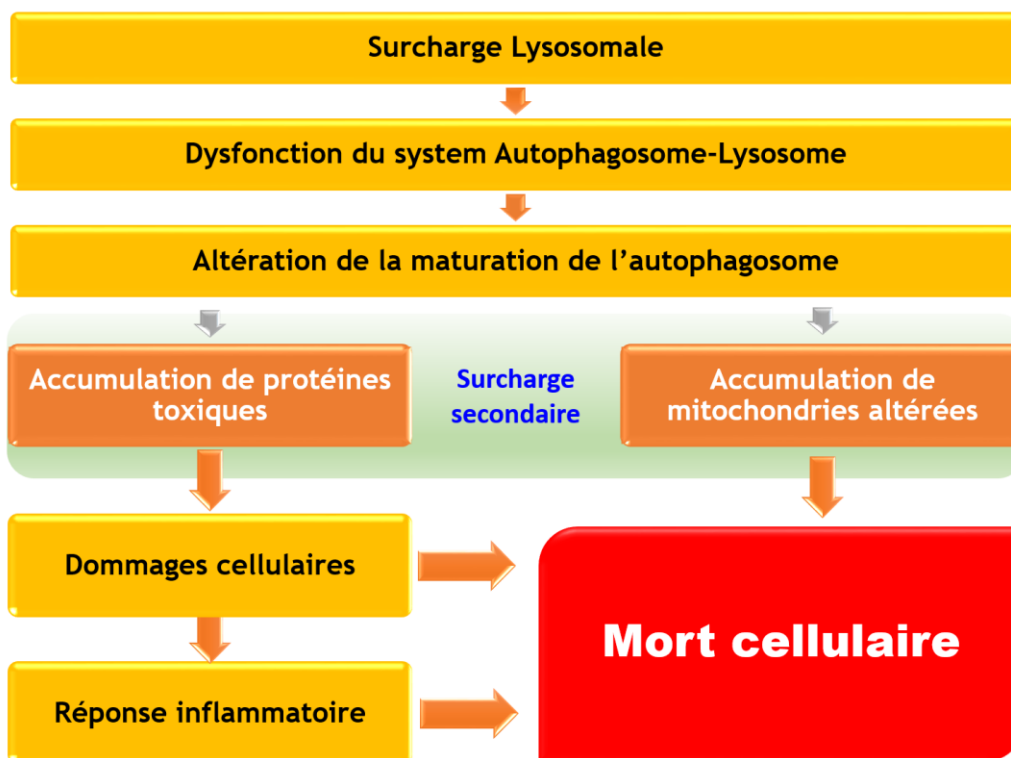 Surcharge Lysosomale
Dysfonction du system Autophagosome-Lysosome
Altération de la maturation de l’autophagosome
Accumulation de protéines
toxiques
Surcharge
secondaire
Accumulation de
mitochondries altérées
Dommages cellulaires
Mort cellulaire
Réponse inflammatoire